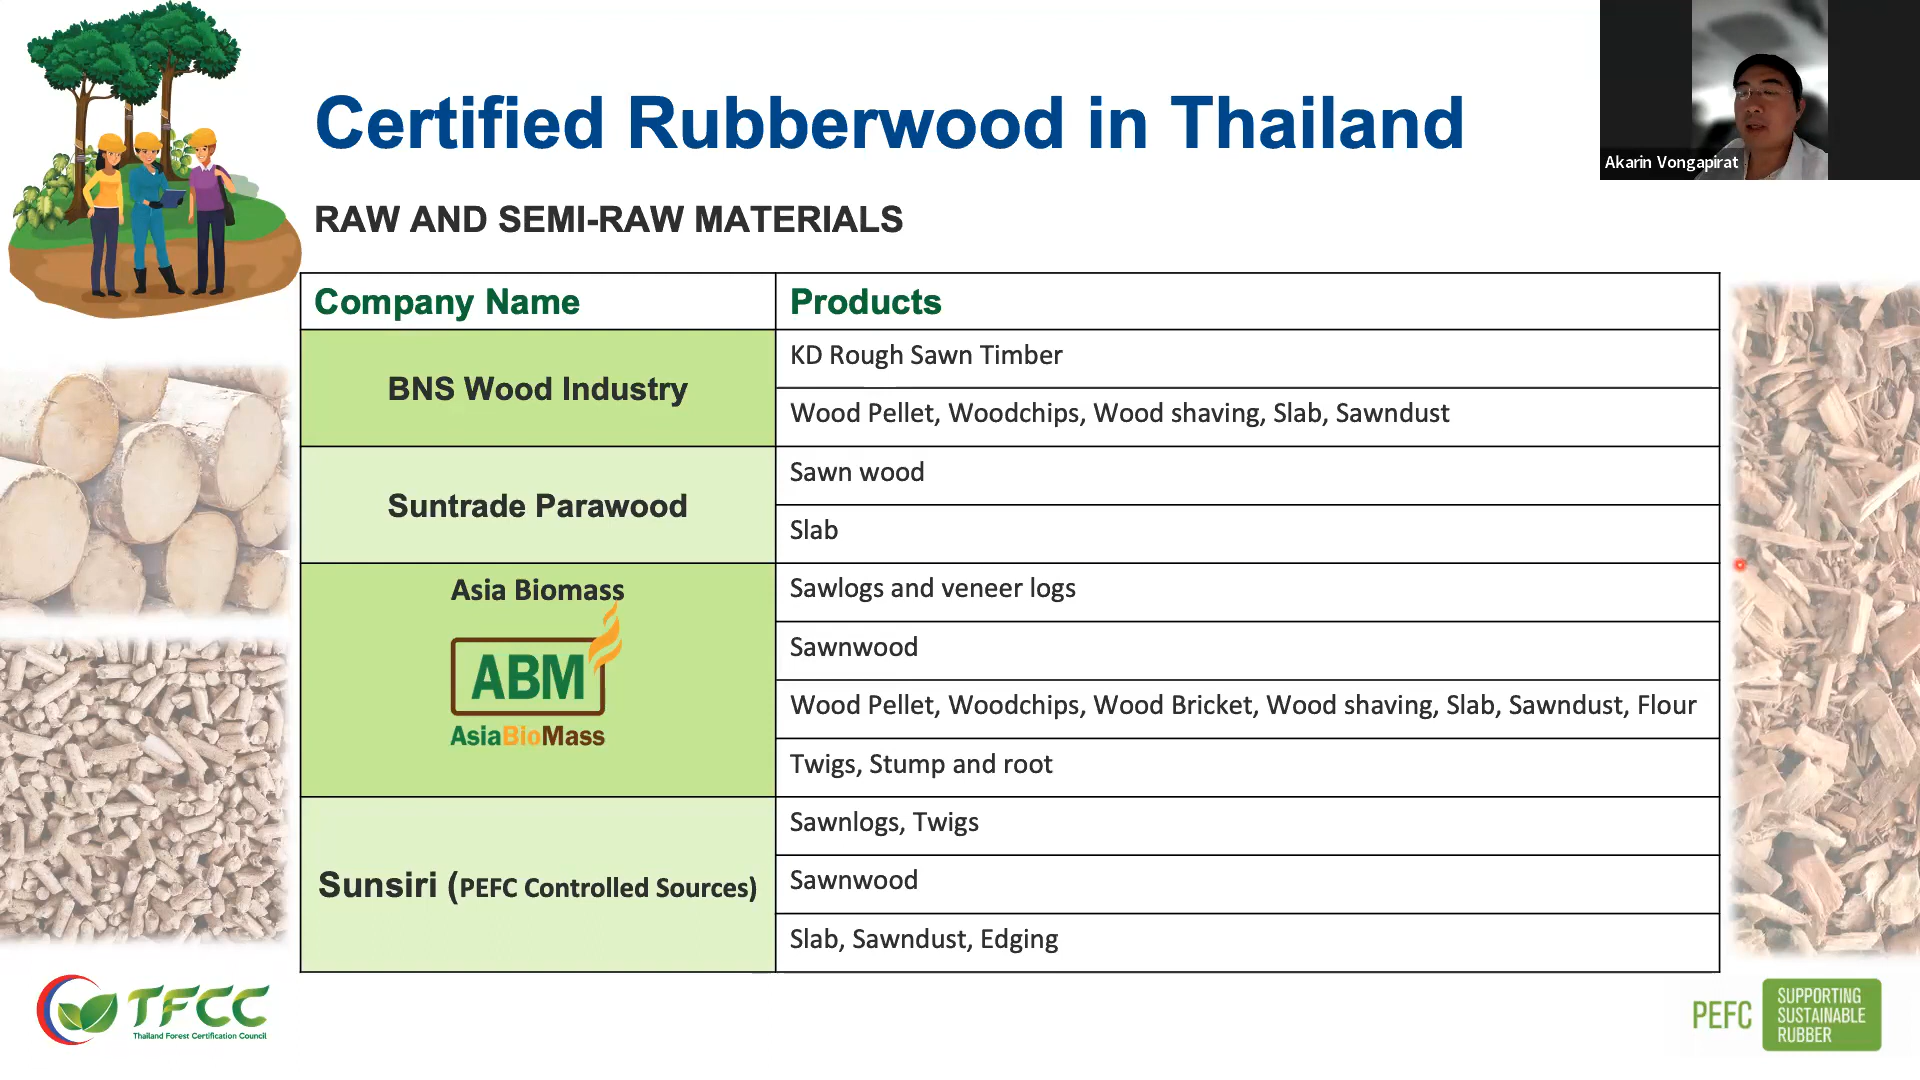 Certified Rubberwood in Thailand
Akarin Vongapirat
RAW AND SEMI-RAW MATERIALS
Company Name
Products
BNS Wood Industry
KD Rough Sawn Timber
Wood Pellet, Woodchips, Wood shaving, Slab, Sawndust
Suntrade Parawood
Sawn wood
Slab
Asia Biomass
ABM
AsiaBioMass
Sawlogs and veneer logs
Sawnwood
Wood Pellet, Woodchips, Wood Bricket, Wood shaving, Slab, Sawndust, Flour
Twigs, Stump and root
Sunsiri (PEFC Controlled Sources)
Sawnlogs, Twigs
Sawnwood
Slab, Sawndust, Edging
TFCC
Thailand Forest Certification Council
PEFC
SUPPORTING
SUSTAINABLE
RUBBER